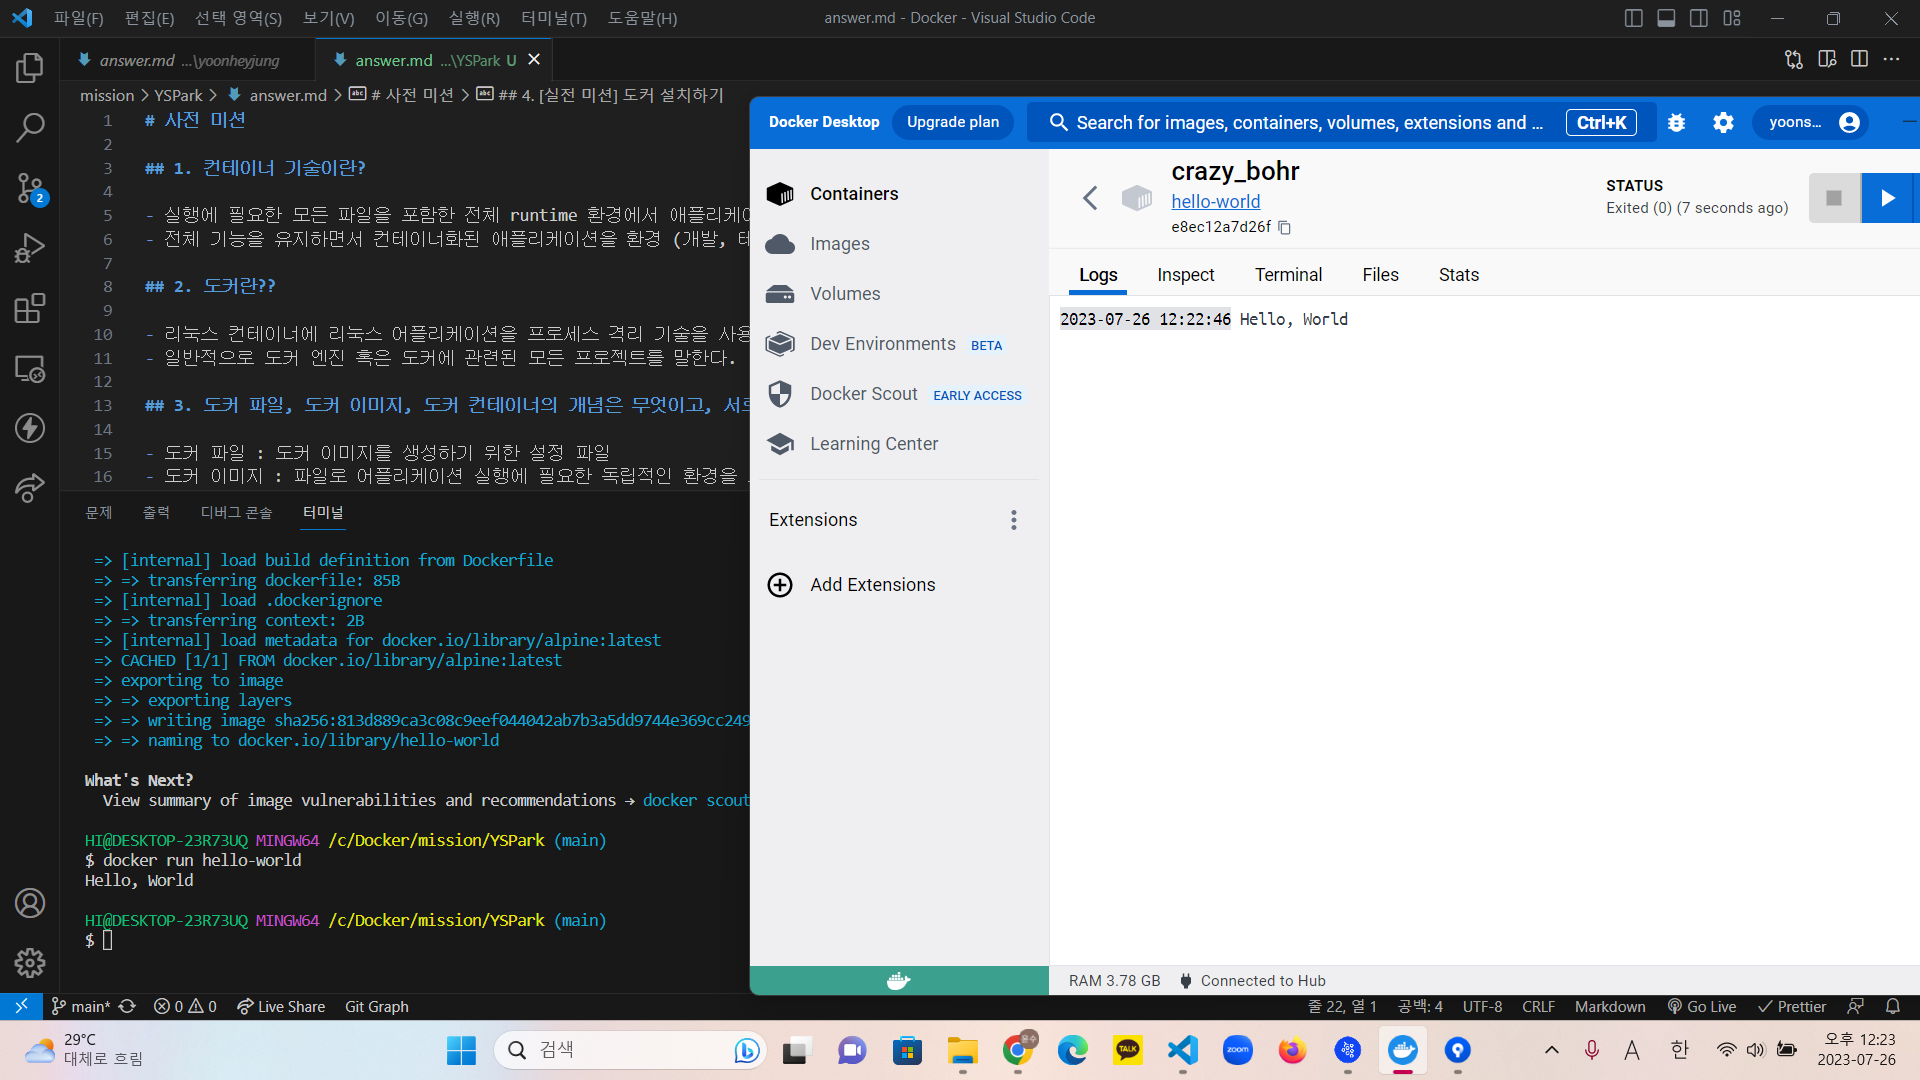 파일(F) 편집(E) 선택 영역(S) 보기(V) 이동(G) 실행(R) 터미널(T) 도움말(H)
answer.md - Docker - Visual Studio Code
answer.md ...\yoonheyjung
answer.md ...\YSPark U
mission > YSPark > answer.md > # 사전 미션 > ## 4. [실전 미션] 도커 설치하기
1 # 사전 미션
2
3 ## 1. 컨테이너 기술이란?
4
5 - 실행에 필요한 모든 파일을 포함한 전체 runtime 환경에서 애플리케이
6 - 전체 기능을 유지하면서 컨테이너화된 애플리케이션을 환경 (개발,
7
8 ## 2. 도커란??
9
10 - 리눅스 컨테이너에 리눅스 어플리케이션을 프로세스 격리 기술을 사용
11 - 일반적으로 도커 엔진 혹은 도커에 관련된 모든 프로젝트를 말한다.
12
13 ## 3. 도커 파일, 도커 이미지, 도커 컨테이너의 개념은 무엇이고,
14
15 - 도커 파일 : 도커 이미지를 생성하기 위한 설정 파일
16 - 도커 이미지 : 파일로 어플리케이션 실행에 필요한 독립적인 환경을
문제 출력 디버그 콘솔 터미널
=> [internal] load build definition from Dockerfile
=> => transferring dockerfile: 85B
=> [internal] load .dockerignore
=> => transferring context: 2B
=> [internal] load metadata for docker.io/library/alpine:latest
=> CACHED [1/1] FROM docker.io/library/alpine:latest
=> exporting to image
=> => exporting layers
=> => writing image sha256:813d889ca3c08c9eef044042ab7b3a5dd9744e369cc249
=> => naming to docker.io/library/hello-world
What's Next?
View summary of image vulnerabilities and recommendations → docker scout
HI@DESKTOP-23R73UQ MINGW64 /c/Docker/mission/YSPark (main)
$ docker run hello-world
Hello, World
HI@DESKTOP-23R73UQ MINGW64 /c/Docker/mission/YSPark (main)
$
Docker Desktop
Upgrade plan
Search for images, containers, volumes, extensions and ...
Ctrl+K
yoons...
Containers
Images
Volumes
Dev Environments BETA
Docker Scout EARLY ACCESS
Learning Center
Extensions
Add Extensions
crazy_bohr
hello-world
e8ec12a7d26f
STATUS
Exited (0) (7 seconds ago)
Logs Inspect Terminal Files Stats
2023-07-26 12:22:46 Hello, World
RAM 3.78 GB Connected to Hub
2
main* 0 0 Live Share Git Graph
줄 22, 열 1 공백: 4 UTF-8 CRLF Markdown Go Live Prettier
29°C
대체로 흐림
검색
윤수
TALK
zoom
A 한
오후 12:23
2023-07-26